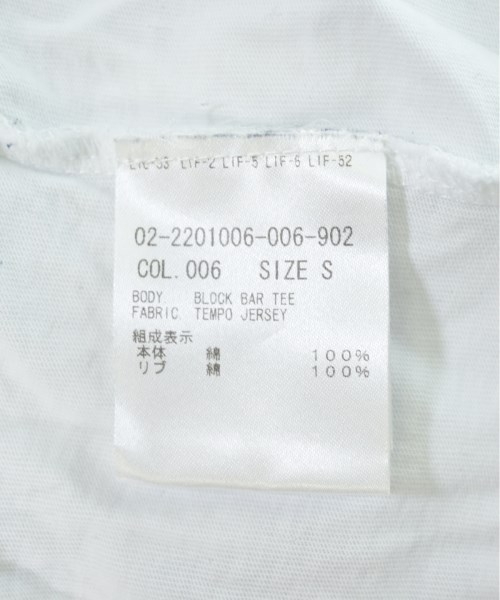 LIF-2 LIF-5 LIF-6 LIF-52
02-2201006-006-902
COL.006 SIZE S
BODY BLOCK BAR TEE
FABRIC TEMPO JERSEY
組成表示
本体 綿 100%
リブ 綿 100%